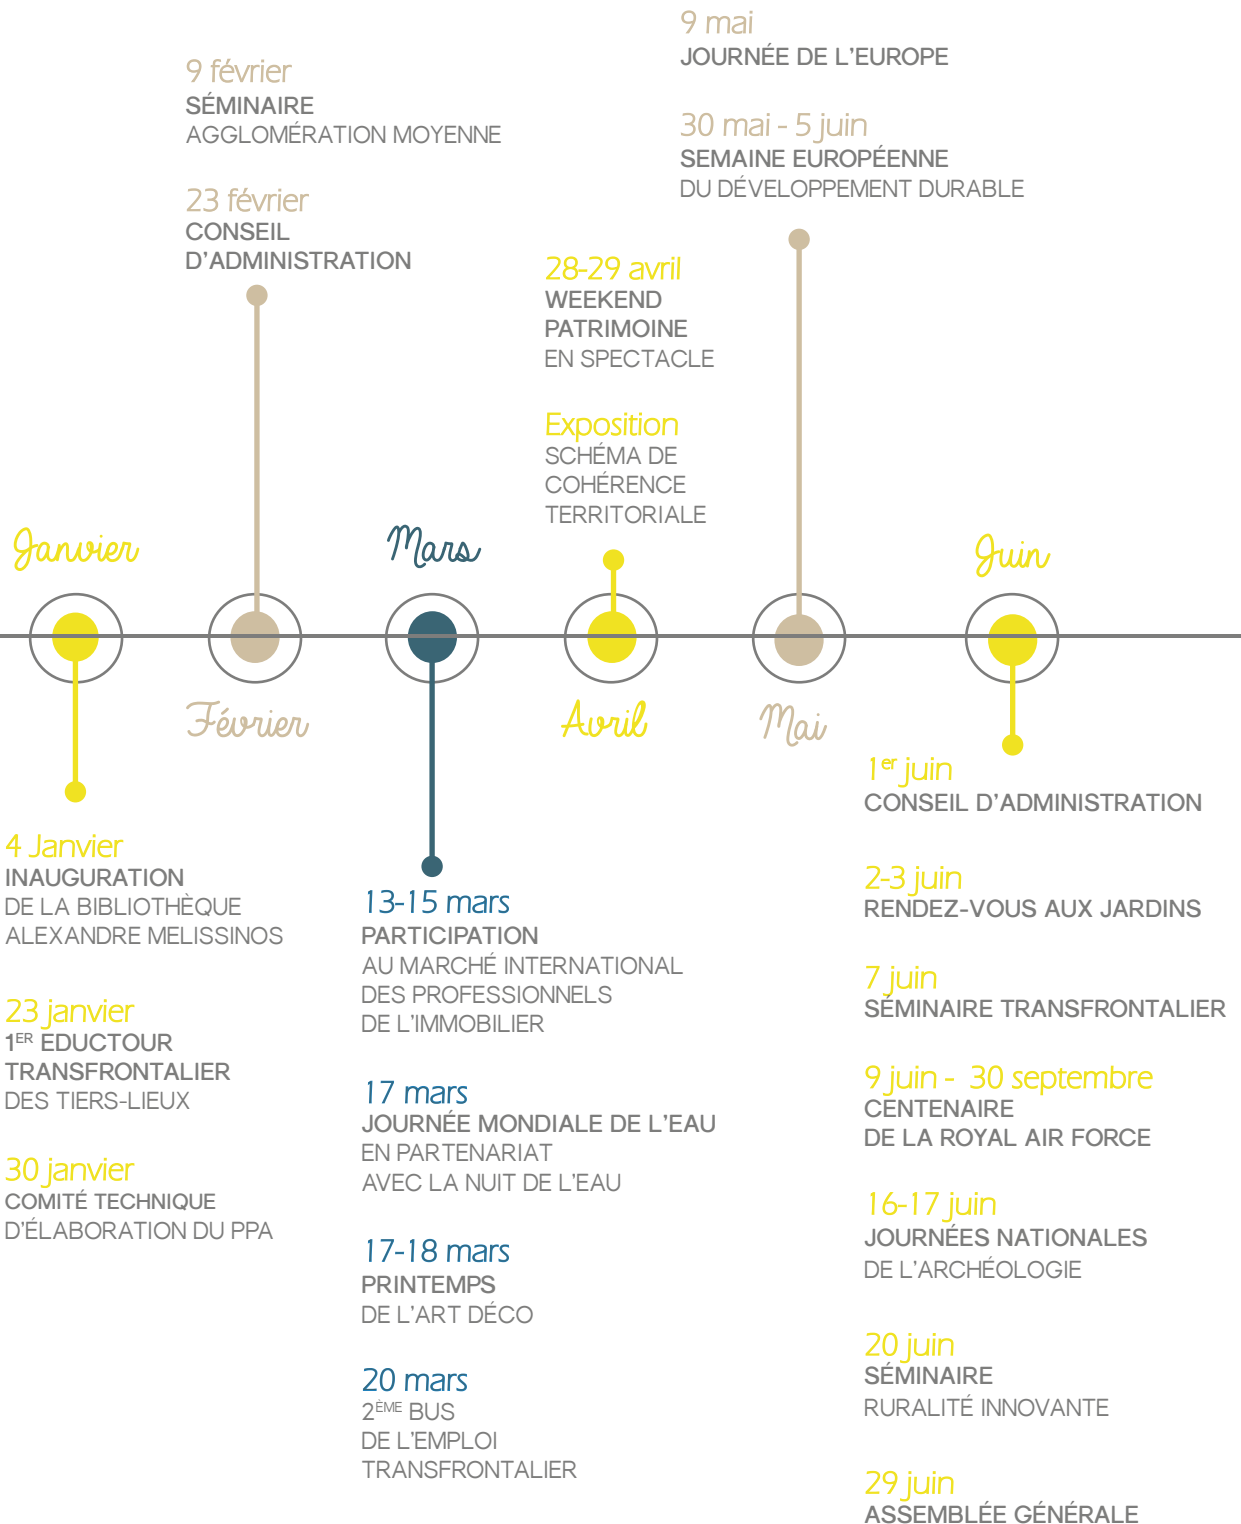 Janvier
4 Janvier
INAUGURATION
DE LA BIBLIOTHÈQUE
ALEXANDRE MELISSINOS
23 janvier
1ER EDUCTOUR
TRANSFRONTALIER
DES TIERS-LIEUX
30 janvier
COMITÉ TECHNIQUE
D'ÉLABORATION DU PPA
9 février
SÉMINAIRE
AGGLOMÉRATION MOYENNE
23 février
CONSEIL
D'ADMINISTRATION
Février
Mars
13-15 mars
PARTICIPATION
AU MARCHÉ INTERNATIONAL
DES PROFESSIONNELS
DE L'IMMOBILIER
17 mars
JOURNÉE MONDIALE DE L'EAU
EN PARTENARIAT
AVEC LA NUIT DE L'EAU
17-18 mars
PRINTEMPS
DE L'ART DÉCO
20 mars
2ÈME BUS
DE L'EMPLOI
TRANSFRONTALIER
28-29 avril
WEEKEND
PATRIMOINE
EN SPECTACLE
Exposition
SCHÉMA DE
COHÉRENCE
TERRITORIALE
Avril
9 mai
JOURNÉE DE L'EUROPE
30 mai - 5 juin
SEMAINE EUROPÉENNE
DU DÉVELOPPEMENT DURABLE
Mai
Juin
1er juin
CONSEIL D'ADMINISTRATION
2-3 juin
RENDEZ-VOUS AUX JARDINS
7 juin
SÉMINAIRE TRANSFRONTALIER
9 juin - 30 septembre
CENTENAIRE
DE LA ROYAL AIR FORCE
16-17 juin
JOURNÉES NATIONALES
DE L'ARCHÉOLOGIE
20 juin
SÉMINAIRE
RURALITÉ INNOVANTE
29 juin
ASSEMBLÉE GÉNÉRALE